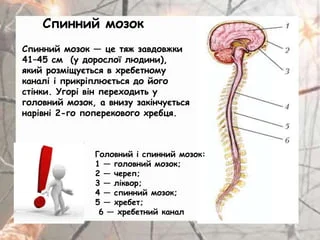 Спинний мозок
Спинний мозок — це тяж завдовжки
41–45 см (у дорослої людини),
який розміщується в хребетному
каналі і прикріплюється до його
стінки. Угорі він переходить у
головний мозок, а внизу закінчується
нарівні 2-го поперекового хребця.
1
2
3
4
5
6
Головний і спинний мозок:
1 — головний мозок;
2 — череп;
3 — ліквор;
4 — спинний мозок;
5 — хребет;
6 — хребетний канал